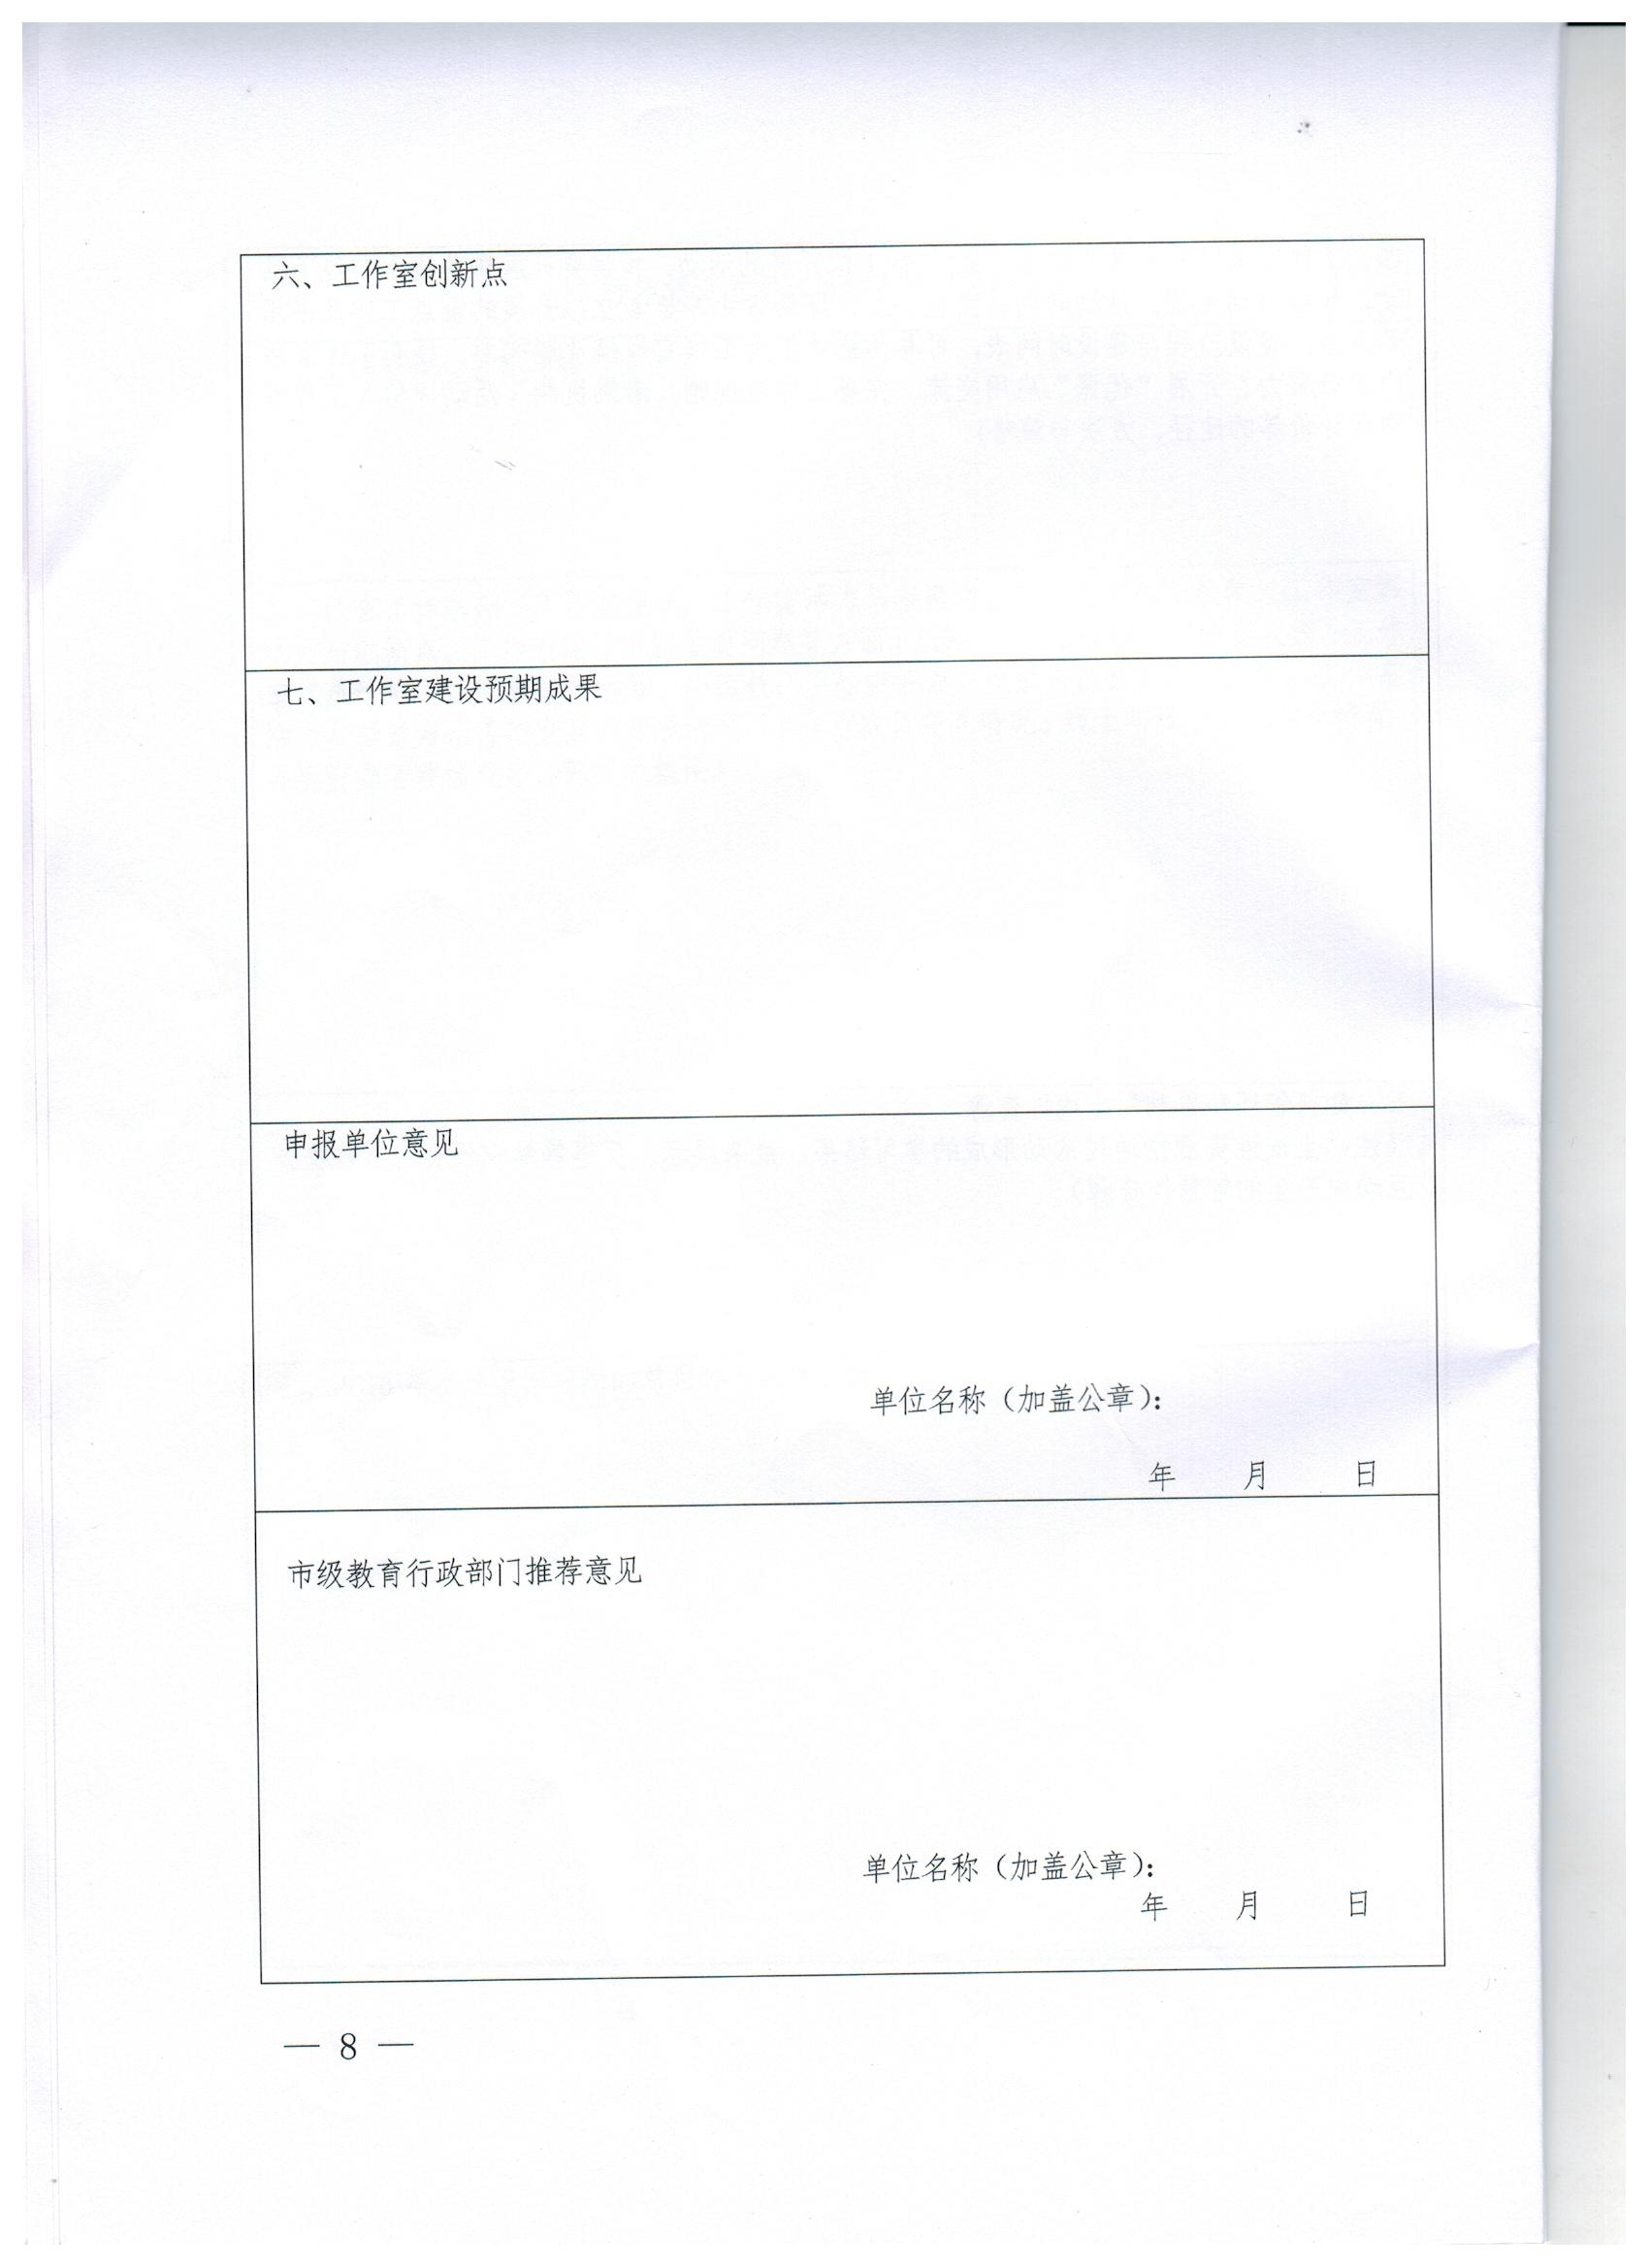 六、工作室创新点
七、工作室建设预期成果
申报单位意见
单位名称（加盖公章）：
年 月 日
市级教育行政部门推荐意见
单位名称（加盖公章）：
年 月 日
— 8 —